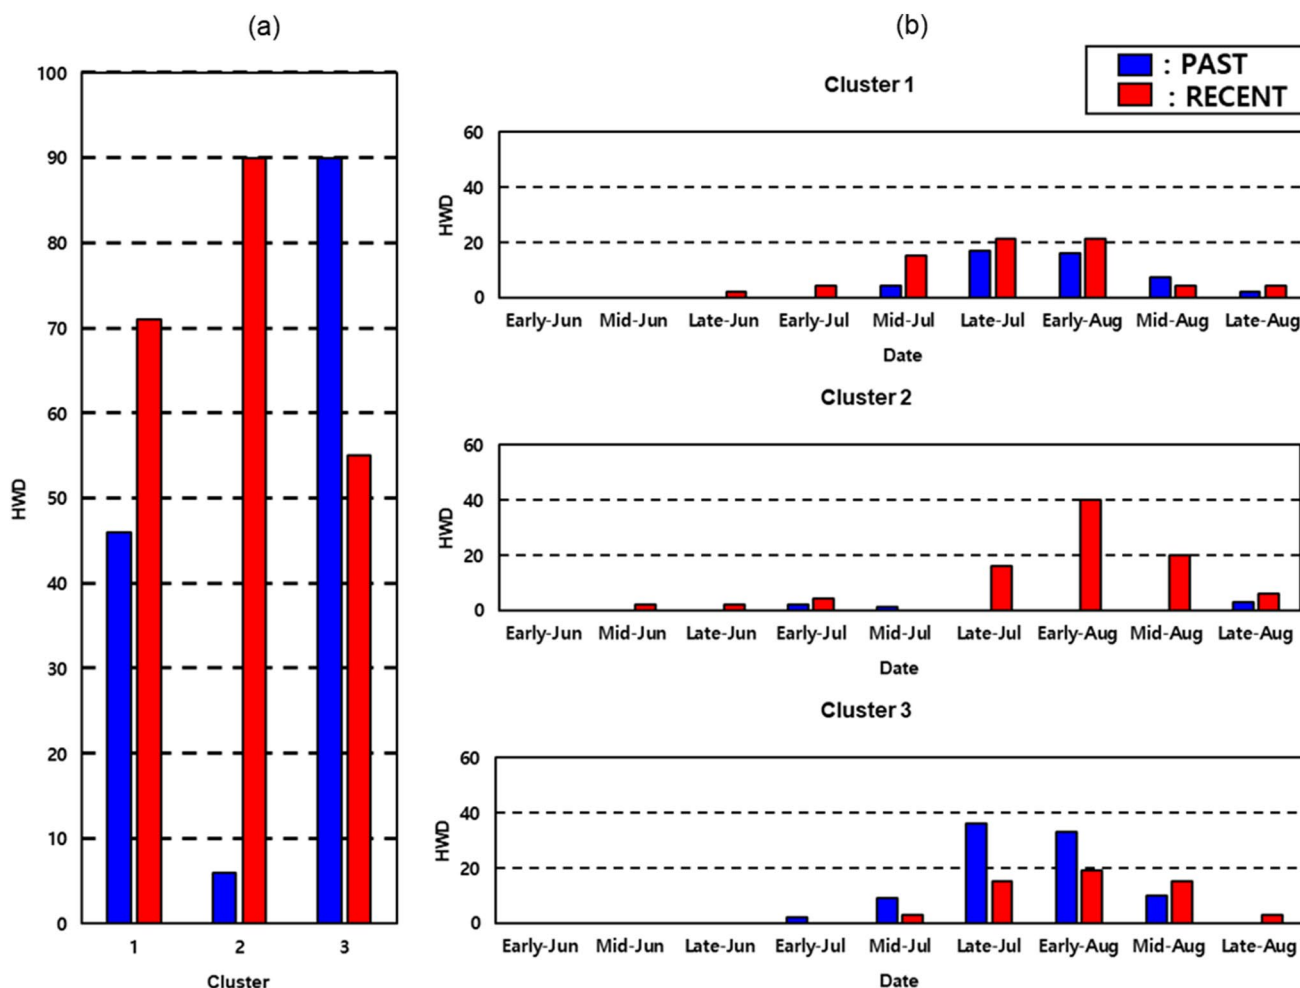 (a)
100
90
80
70
60
50
40
30
20
10
0
HWD
1 2 3
Cluster
(b)
: PAST
: RECENT
Cluster 1
60
40
20
0
HWD
Early-Jun Mid-Jun Late-Jun Early-Jul Mid-Jul Late-Jul Early-Aug Mid-Aug Late-Aug
Date
Cluster 2
60
40
20
0
HWD
Early-Jun Mid-Jun Late-Jun Early-Jul Mid-Jul Late-Jul Early-Aug Mid-Aug Late-Aug
Date
Cluster 3
60
40
20
0
HWD
Early-Jun Mid-Jun Late-Jun Early-Jul Mid-Jul Late-Jul Early-Aug Mid-Aug Late-Aug
Date